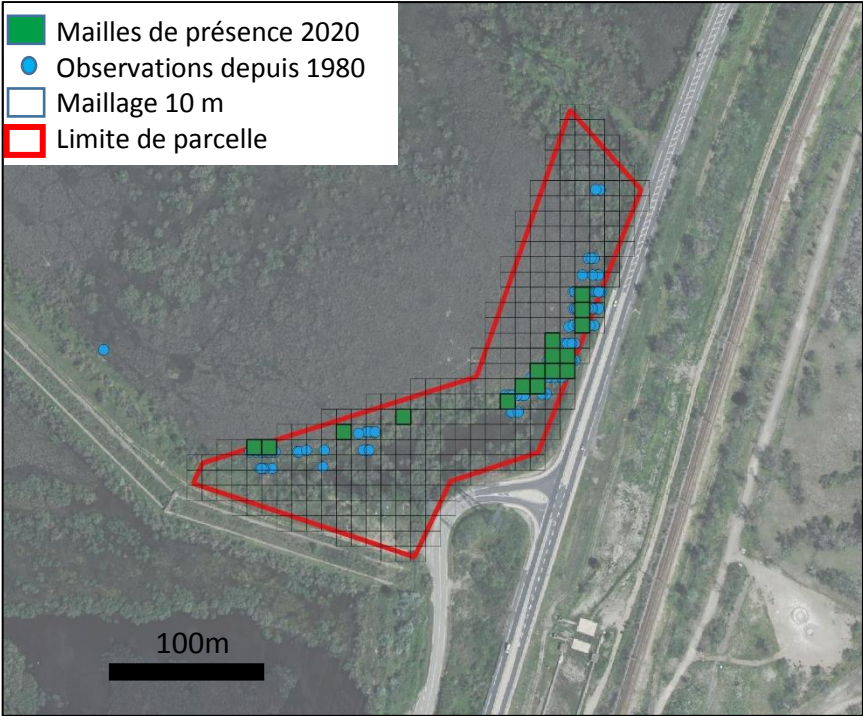 Mailles de présence 2020
Observations depuis 1980
Maillage 10 m
Limite de parcelle
100m